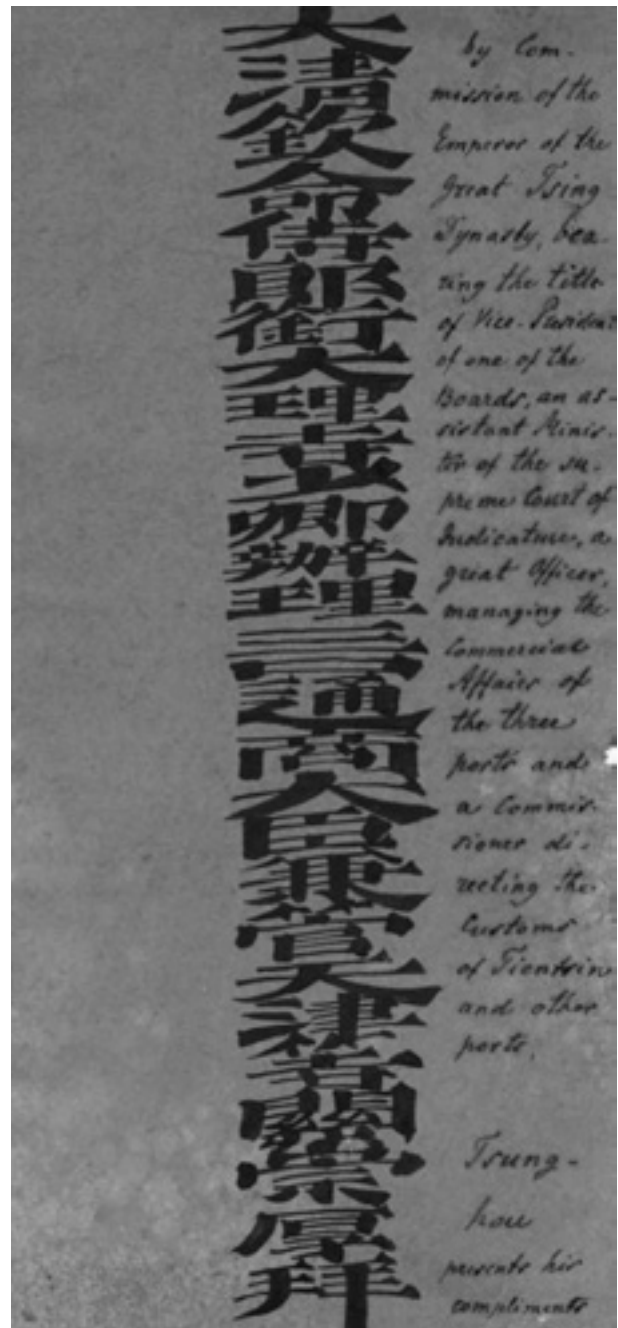 大清欽命侍郎銜大理寺卿辦理三口通商大臣兼管天津各關崇厚拜
by Com-
mission of the
Emperor of the
great Tsing
Dynasty, bea-
ring the title
of Vice-President
of one of the
Boards, an as-
sistant Minis-
ter of the su-
preme Court of
Judicature, a
great Officer,
managing the
Commercial
Affairs of
the three
ports and
a Commis-
sioner di-
recting the
Customs
of Tientsin
and other
ports.
Tsung-
hou
presents his
compliments